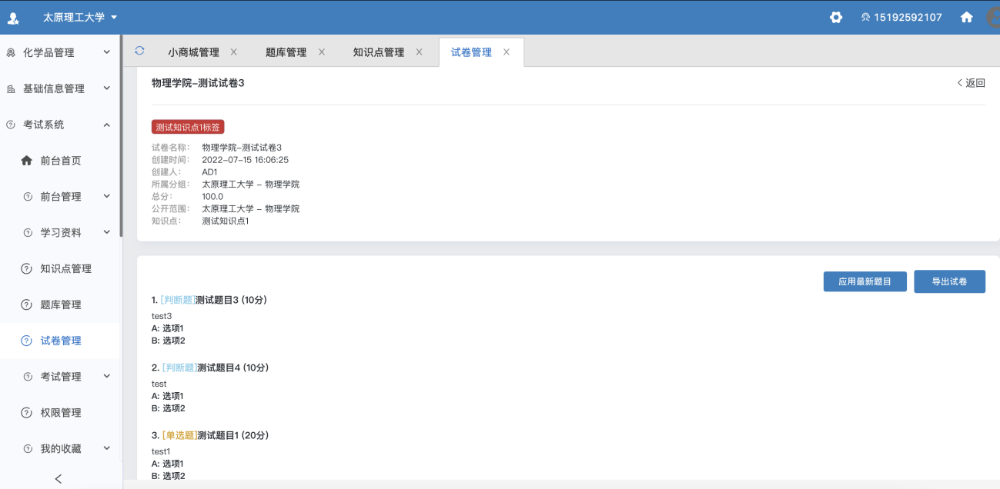 太原理工大学
15192592107
化学品管理
基础信息管理
考试系统
前台首页
前台管理
学习资料
知识点管理
题库管理
试卷管理
考试管理
权限管理
我的收藏
小商城管理
题库管理
知识点管理
试卷管理
物理学院-测试试卷3
返回
测试知识点1标签
试卷名称: 物理学院-测试试卷3
创建时间: 2022-07-15 16:06:25
创建人: AD1
所属分组: 太原理工大学 - 物理学院
总分: 100.0
公开范围: 太原理工大学 - 物理学院
知识点: 测试知识点1
应用最新题目 导出试卷
1. [判断题]测试题目3 (10分)
test3
A: 选项1
B: 选项2
2. [判断题]测试题目4 (10分)
test
A: 选项1
B: 选项2
3. [单选题]测试题目1 (20分)
test1
A: 选项1
B: 选项2